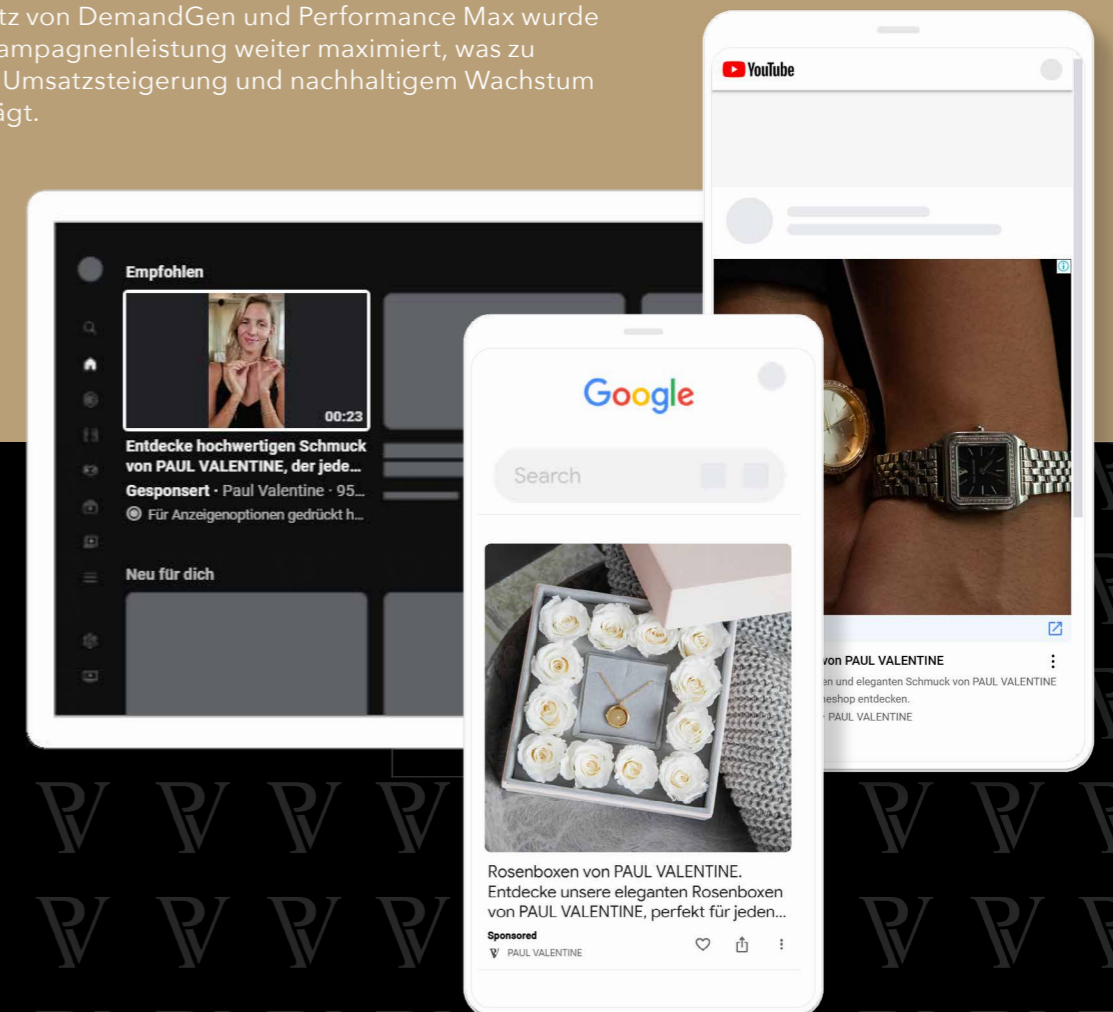 tz von DemandGen und Performance Max wurde
ampagnenleistung weiter maximiert, was zu
Umsatzsteigerung und nachhaltigem Wachstum
ägt.
YouTube
Empfohlen
00:23
Entdecke hochwertigen Schmuck
von PAUL VALENTINE, der jede...
Gesponsert · Paul Valentine · 95...
Für Anzeigenoptionen gedrückt h...
Neu für dich
Google
Search
Rosenboxen von PAUL VALENTINE.
Entdecke unsere eleganten Rosenboxen
von PAUL VALENTINE, perfekt für jeden...
Sponsored
PAUL VALENTINE
von PAUL VALENTINE
en und eleganten Schmuck von PAUL VALENTINE
neshop entdecken.
· PAUL VALENTINE